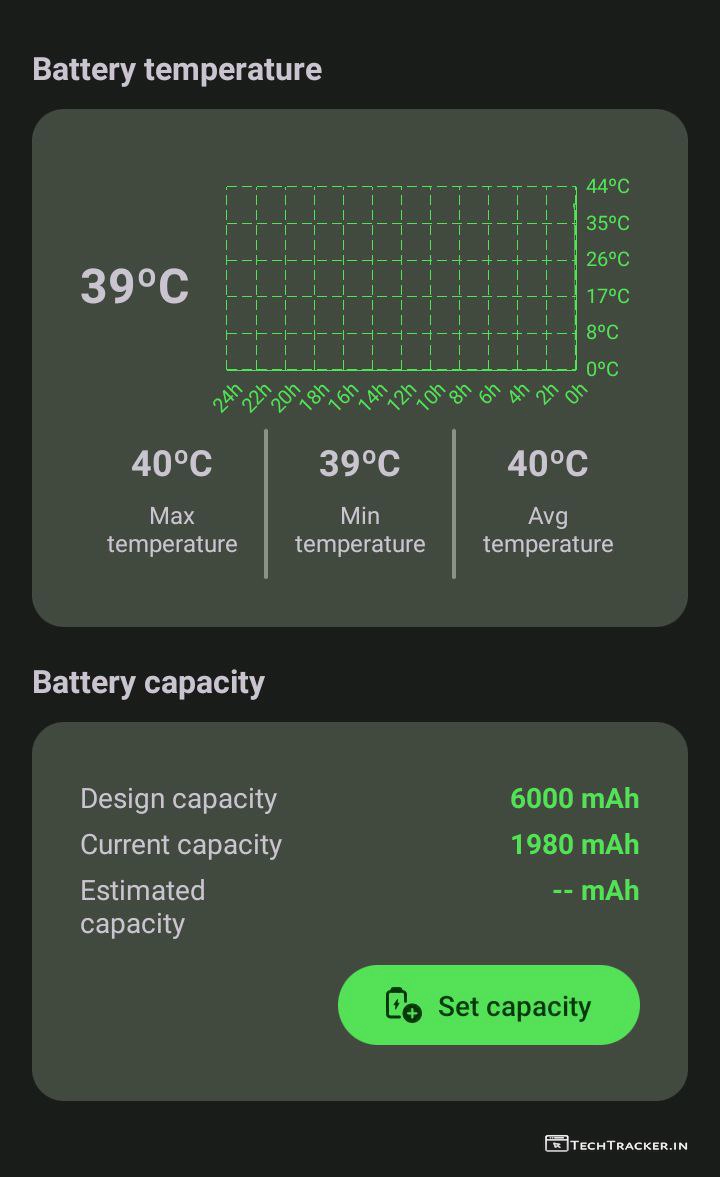 Battery temperature
39ºC
44ºC
35ºC
26ºC
17ºC
8ºC
0ºC
24h 22h 20h 18h 16h 14h 12h 10h 8h 6h 4h 2h 0h
40ºC 39ºC 40ºC
Max Min Avg
temperature temperature temperature
Battery capacity
Design capacity 6000 mAh
Current capacity 1980 mAh
Estimated -- mAh
capacity
Set capacity
TECHTRACKER.IN